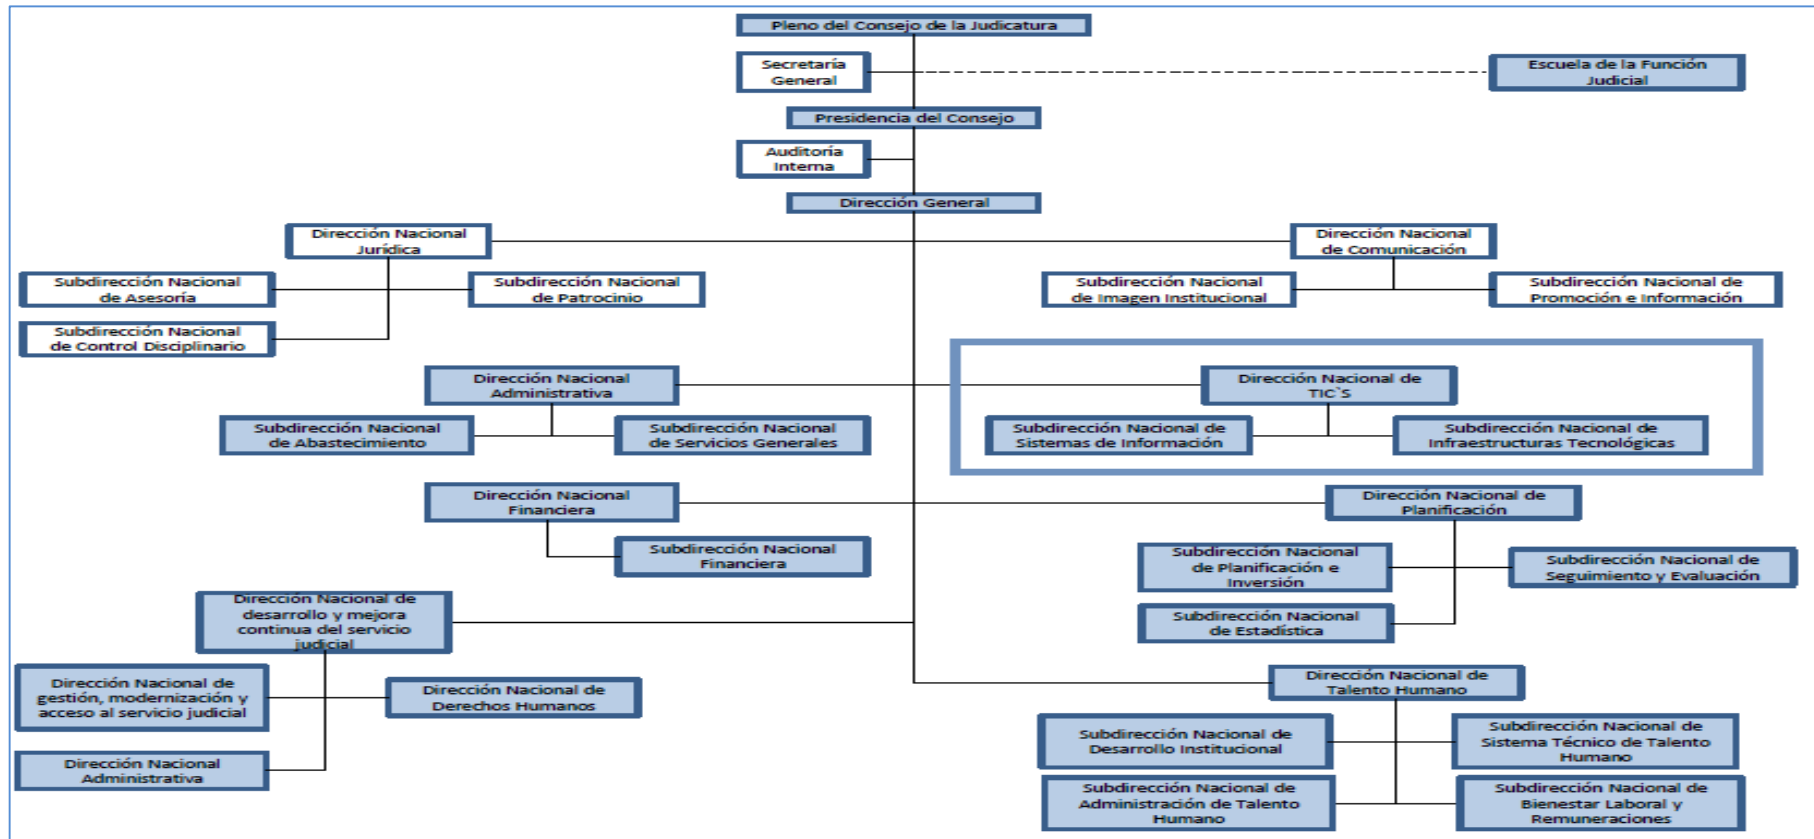 Pleno del Consejo de la Judicatura
Secretaría
General
Escuela de la Función
Judicial
Presidencia del Consejo
Auditoría
Interna
Dirección General
Dirección Nacional
Jurídica
Dirección Nacional
de Comunicación
Subdirección Nacional
de Asesoría
Subdirección Nacional
de Patrocinio
Subdirección Nacional
de Imagen Institucional
Subdirección Nacional de
Promoción e Información
Subdirección Nacional
de Control Disciplinario
Dirección Nacional
Administrativa
Dirección Nacional de
TIC`S
Subdirección Nacional
de Abastecimiento
Subdirección Nacional
de Servicios Generales
Subdirección Nacional de
Sistemas de Información
Subdirección Nacional de
Infraestructuras Tecnológicas
Dirección Nacional
Financiera
Dirección Nacional de
Planificación
Subdirección Nacional
Financiera
Subdirección Nacional
de Planificación e
Inversión
Subdirección Nacional de
Seguimiento y Evaluación
Dirección Nacional de
desarrollo y mejora
continua del servicio
judicial
Subdirección Nacional
de Estadística
Dirección Nacional de
gestión, modernización y
acceso al servicio judicial
Dirección Nacional de
Derechos Humanos
Dirección Nacional de
Talento Humano
Subdirección Nacional de
Desarrollo Institucional
Subdirección Nacional de
Sistema Técnico de Talento
Humano
Dirección Nacional
Administrativa
Subdirección Nacional de
Administración de Talento
Humano
Subdirección Nacional de
Bienestar Laboral y
Remuneraciones